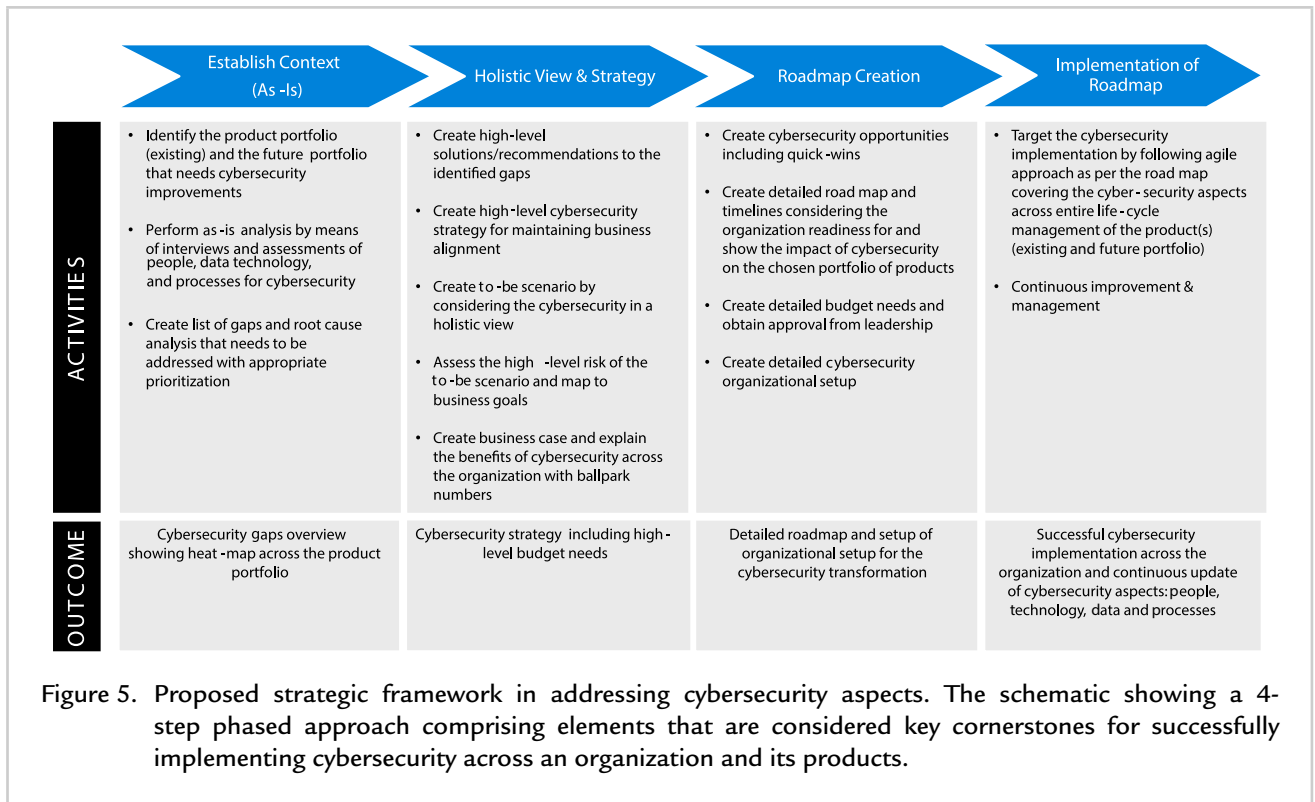 Establish Context
(As -Is)
Holistic View & Strategy
Roadmap Creation
Implementation of
Roadmap
ACTIVITIES
• Identify the product portfolio
(existing) and the future portfolio
that needs cybersecurity
improvements
• Perform as -is analysis by means
of interviews and assessments of
people, data technology,
and processes for cybersecurity
• Create list of gaps and root cause
analysis that needs to be
addressed with appropriate
prioritization
• Create high-level
solutions/recommendations to the
identified gaps
• Create high-level cybersecurity
strategy for maintaining business
alignment
• Create to -be scenario by
considering the cybersecurity in a
holistic view
• Assess the high -level risk of the
to -be scenario and map to
business goals
• Create business case and explain
the benefits of cybersecurity across
the organization with ballpark
numbers
• Create cybersecurity opportunities
including quick -wins
• Create detailed road map and
timelines considering the
organization readiness for and
show the impact of cybersecurity
on the chosen portfolio of products
• Create detailed budget needs and
obtain approval from leadership
• Create detailed cybersecurity
organizational setup
• Target the cybersecurity
implementation by following agile
approach as per the road map
covering the cyber - security aspects
across entire life - cycle
management of the product(s)
(existing and future portfolio)
• Continuous improvement &
management
OUTCOME
Cybersecurity gaps overview
showing heat -map across the product
portfolio
Cybersecurity strategy including high -
level budget needs
Detailed roadmap and setup of
organizational setup for the
cybersecurity transformation
Successful cybersecurity
implementation across the
organization and continuous update
of cybersecurity aspects: people,
technology, data and processes
Figure 5. Proposed strategic framework in addressing cybersecurity aspects. The schematic showing a 4-
step phased approach comprising elements that are considered key cornerstones for successfully
implementing cybersecurity across an organization and its products.